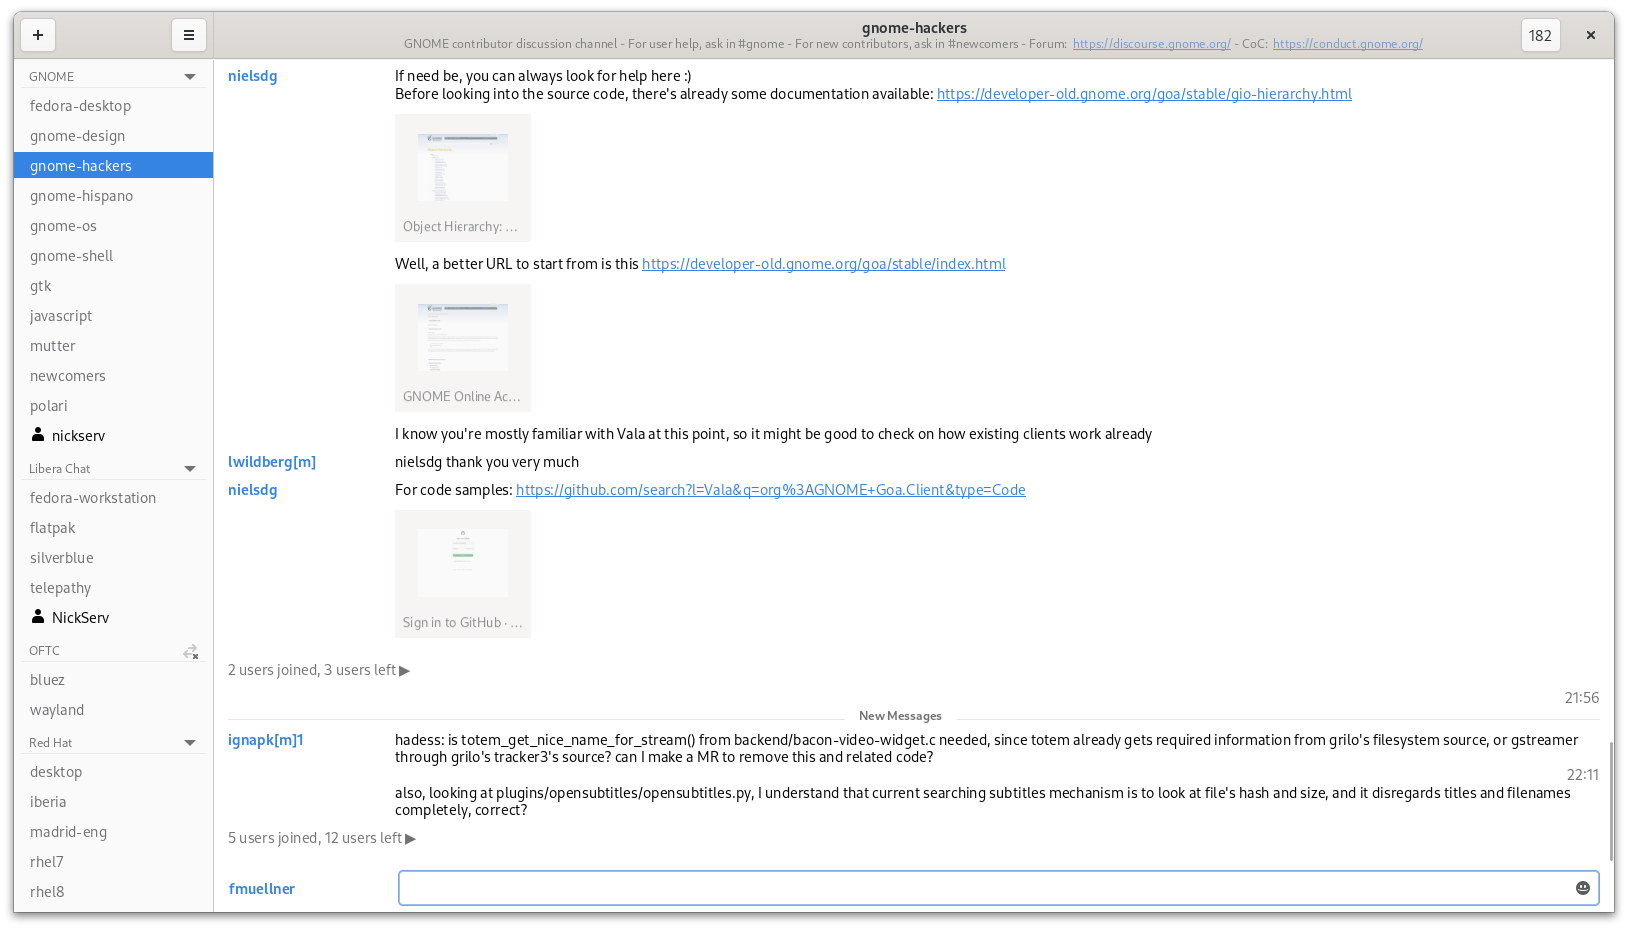 gnome-hackers
GNOME contributor discussion channel - For user help, ask in #gnome - For new contributors, ask in #newcomers - Forum: https://discourse.gnome.org/ - CoC: https://conduct.gnome.org/
182
GNOME
fedora-desktop
gnome-design
gnome-hackers
gnome-hispano
gnome-os
gnome-shell
gtk
javascript
mutter
newcomers
polari
nickserv
Libera Chat
fedora-workstation
flatpak
silverblue
telepathy
NickServ
OFTC
bluez
wayland
Red Hat
desktop
iberia
madrid-eng
rhel7
rhel8
nielsdg
If need be, you can always look for help here :)
Before looking into the source code, there's already some documentation available: https://developer-old.gnome.org/goa/stable/gio-hierarchy.html
Object Hierarchy: ...
Well, a better URL to start from is this https://developer-old.gnome.org/goa/stable/index.html
GNOME Online Ac...
I know you're mostly familiar with Vala at this point, so it might be good to check on how existing clients work already
lwildberg[m]
nielsdg thank you very much
nielsdg
For code samples: https://github.com/search?l=Vala&q=org%3AGNOME+Goa.Client&type=Code
Sign in to GitHub · ...
2 users joined, 3 users left ▶
21:56
New Messages
ignapk[m]1
hadess: is totem_get_nice_name_for_stream() from backend/bacon-video-widget.c needed, since totem already gets required information from grilo's filesystem source, or gstreamer
through grilo's tracker3's source? can I make a MR to remove this and related code?
22:11
also, looking at plugins/opensubtitles/opensubtitles.py, I understand that current searching subtitles mechanism is to look at file's hash and size, and it disregards titles and filenames
completely, correct?
5 users joined, 12 users left ▶
fmuellner